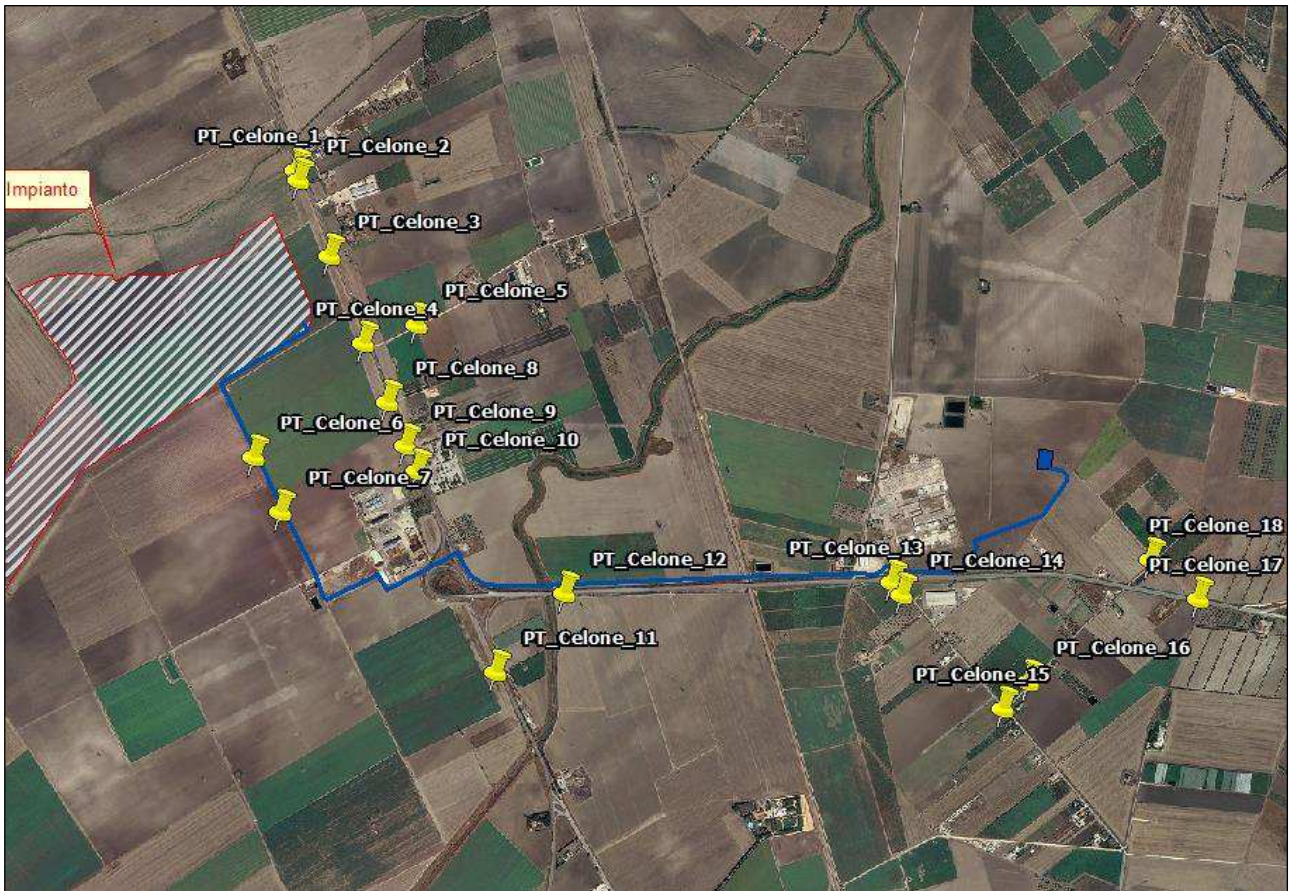 PT_Celone_1
PT_Celone_2
Impianto
PT_Celone_3
PT_Celone_5
PT_Celone_4
PT_Celone_8
PT_Celone_9
PT_Celone_6
PT_Celone_10
PT_Celone_7
PT_Celone_18
PT_Celone_13
PT_Celone_12
PT_Celone_14
PT_Celone_17
PT_Celone_11
PT_Celone_16
PT_Celone_15